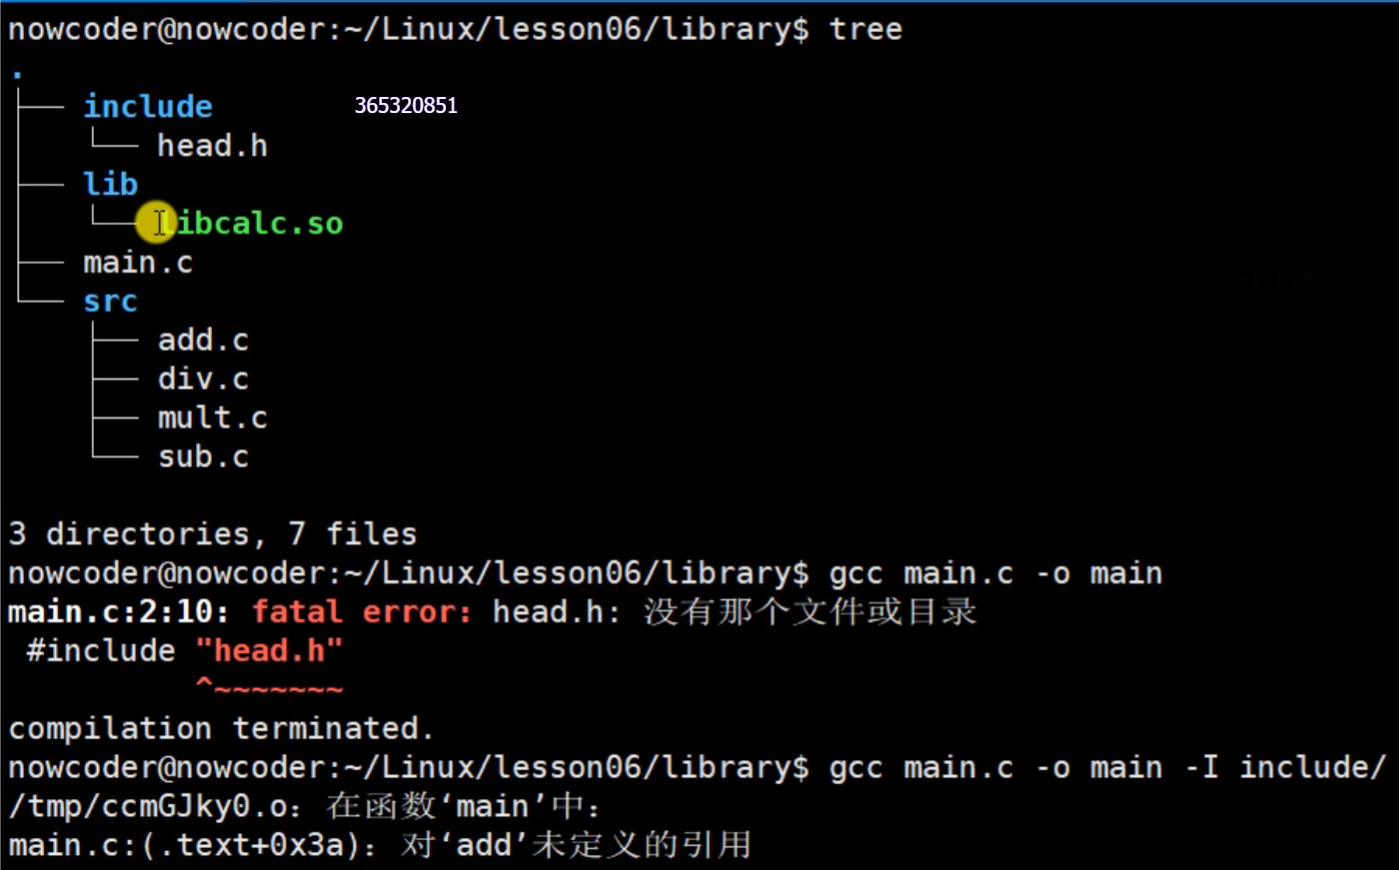 nowcoder@nowcoder:~/Linux/lesson06/library$ tree
.
├── include
365320851
│   └── head.h
├── lib
│   └── libcalc.so
├── main.c
└── src
    ├── add.c
    ├── div.c
    ├── mult.c
    └── sub.c
3 directories, 7 files
nowcoder@nowcoder:~/Linux/lesson06/library$ gcc main.c -o main
main.c:2:10: fatal error: head.h: 没有那个文件或目录
 #include "head.h"
          ^~~~~~~~
compilation terminated.
nowcoder@nowcoder:~/Linux/lesson06/library$ gcc main.c -o main -I include/
/tmp/ccmGJky0.o：在函数‘main’中：
main.c:(.text+0x3a)：对‘add’未定义的引用